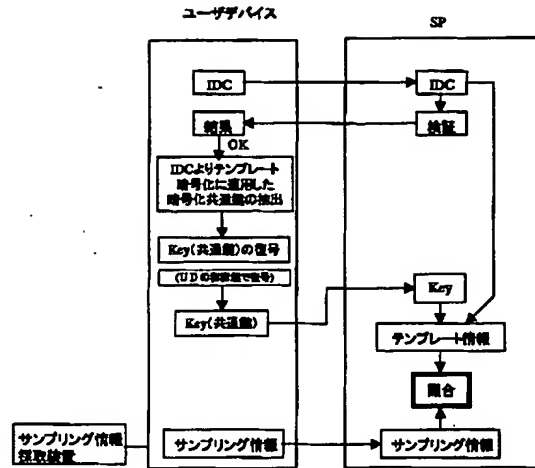 ユーザデバイス
SP
IDC
IDC
結果
検証
OK
IDCよりテンプレート
暗号化に適用した
暗号化共通鍵の抽出
Key(共通鍵)の復号
(UDの秘密鍵で復号)
Key
Key(共通鍵)
テンプレート情報
照合
サンプリング情報
採取装置
サンプリング情報
サンプリング情報